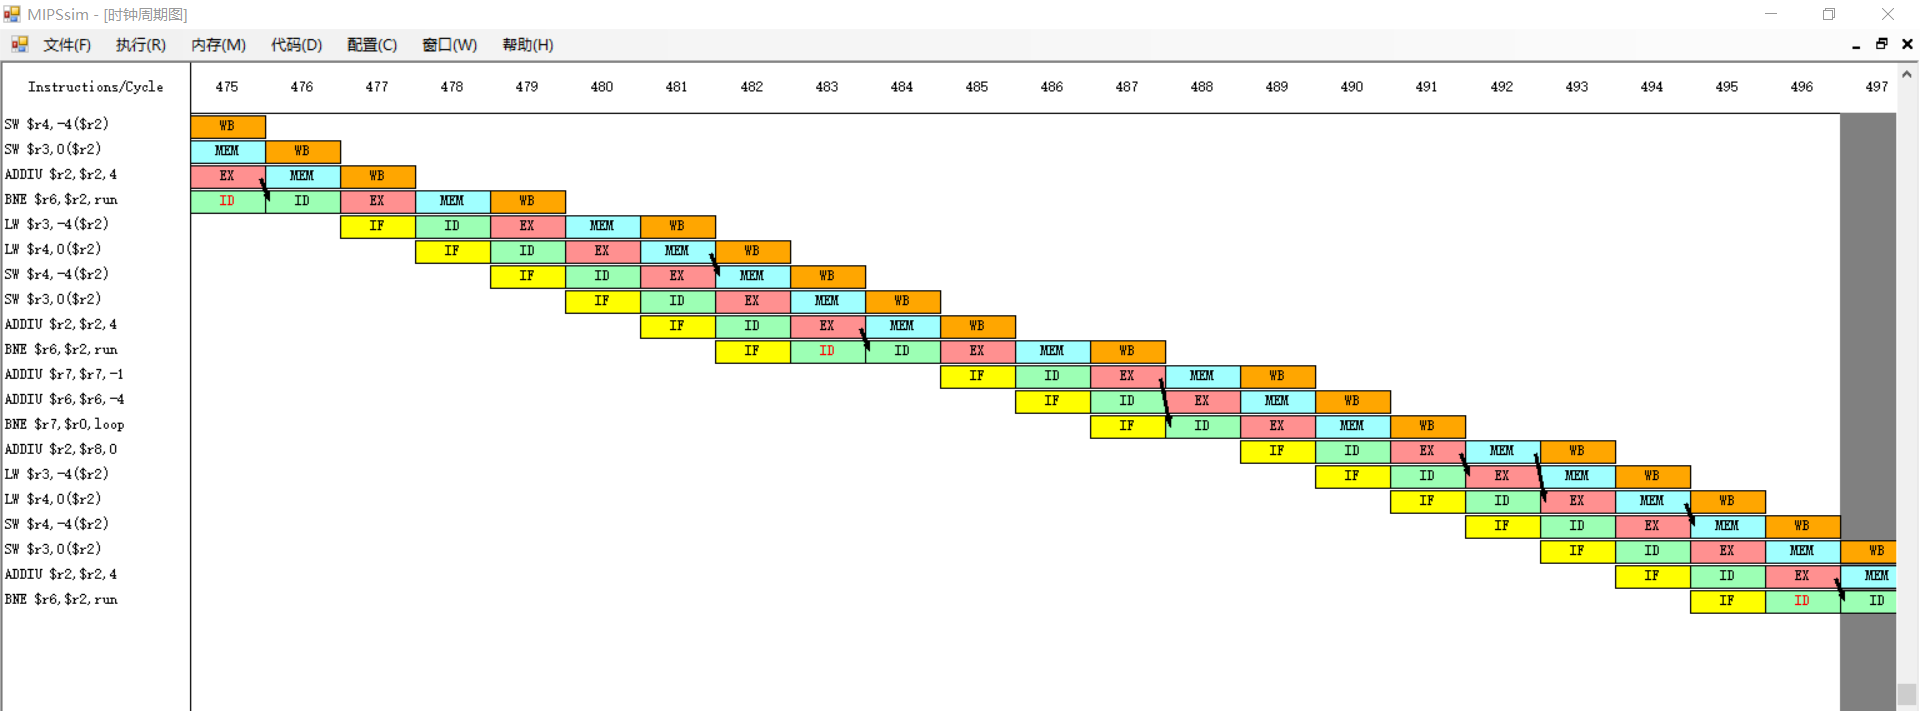 MIPSsim - [时钟周期图]
文件(F) 执行(R) 内存(M) 代码(D) 配置(C) 窗口(W) 帮助(H)
Instructions/Cycle 475 476 477 478 479 480 481 482 483 484 485 486 487 488 489 490 491 492 493 494 495 496 497
SW $r4,-4($r2) WB
SW $r3,0($r2) MEM WB
ADDIU $r2,$r2,4 EX MEM WB
BNE $r6,$r2,run ID ID EX MEM WB
LW $r3,-4($r2) IF ID EX MEM WB
LW $r4,0($r2) IF ID EX MEM WB
SW $r4,-4($r2) IF ID EX MEM WB
SW $r3,0($r2) IF ID EX MEM WB
ADDIU $r2,$r2,4 IF ID EX MEM WB
BNE $r6,$r2,run IF ID ID EX MEM WB
ADDIU $r7,$r7,-1 IF ID EX MEM WB
ADDIU $r6,$r6,-4 IF ID EX MEM WB
BNE $r7,$r0,loop IF ID EX MEM WB
ADDIU $r2,$r8,0 IF ID EX MEM WB
LW $r3,-4($r2) IF ID EX MEM WB
LW $r4,0($r2) IF ID EX MEM WB
SW $r4,-4($r2) IF ID EX MEM WB
SW $r3,0($r2) IF ID EX MEM WB
ADDIU $r2,$r2,4 IF ID EX MEM
BNE $r6,$r2,run IF ID ID